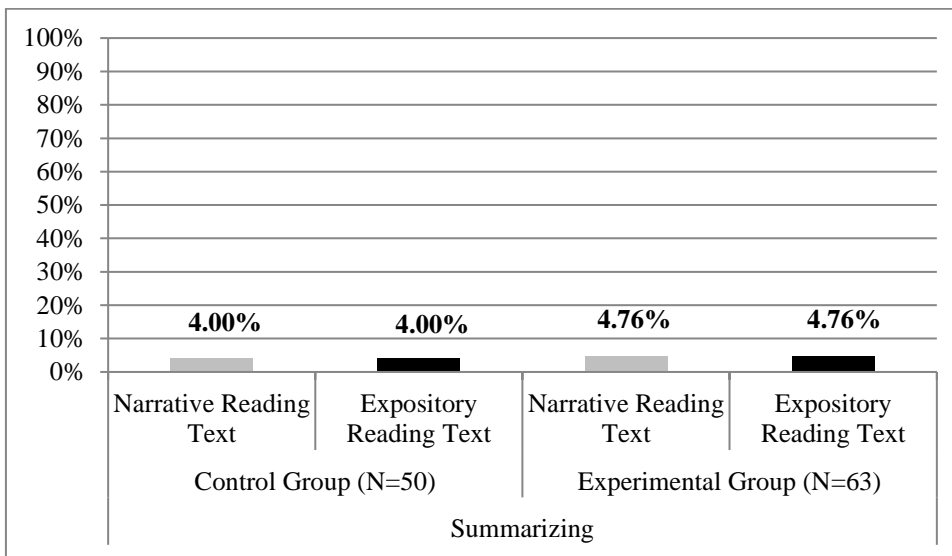 100%
90%
80%
70%
60%
50%
40%
30%
20%
10%
0%
4.00%
4.00%
4.76%
4.76%
Narrative Reading
Text
Expository
Reading Text
Narrative Reading
Text
Expository
Reading Text
Control Group (N=50)
Experimental Group (N=63)
Summarizing